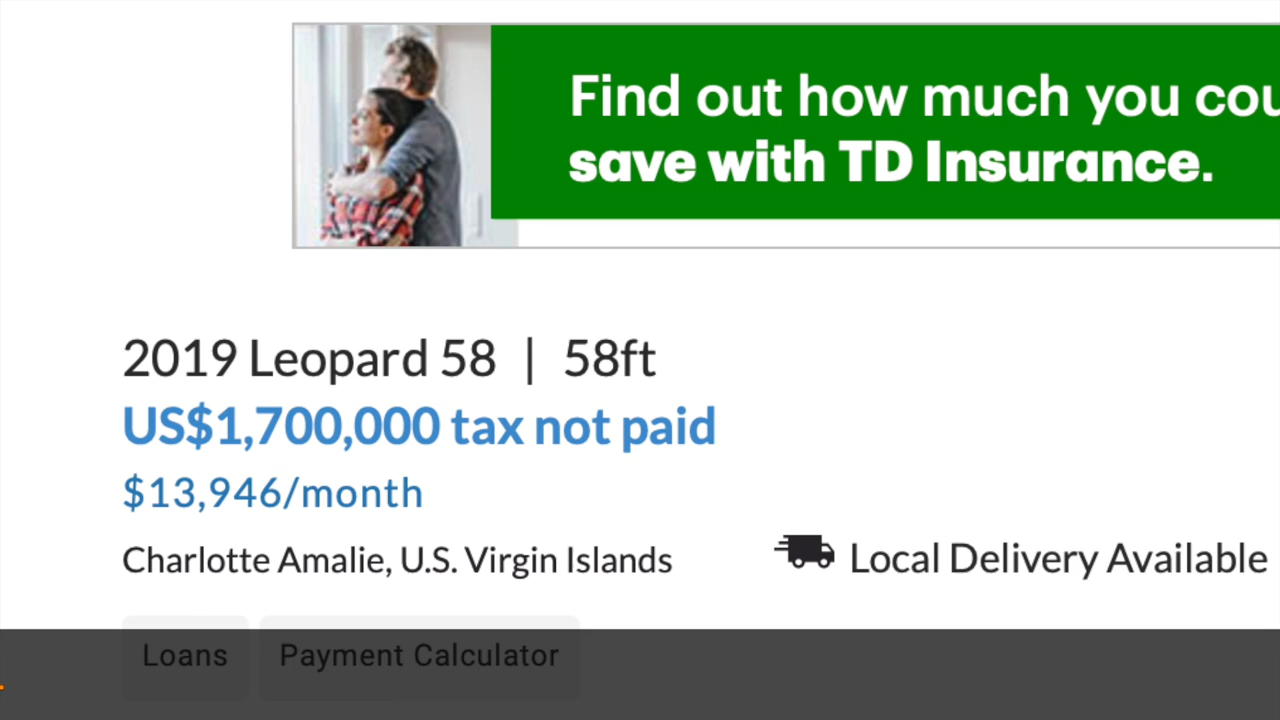 Find out how much you cou
save with TD Insurance.
2019 Leopard 58 | 58ft
US$1,700,000 tax not paid
$13,946/month
Charlotte Amalie, U.S. Virgin Islands
Local Delivery Available
Loans
Payment Calculator